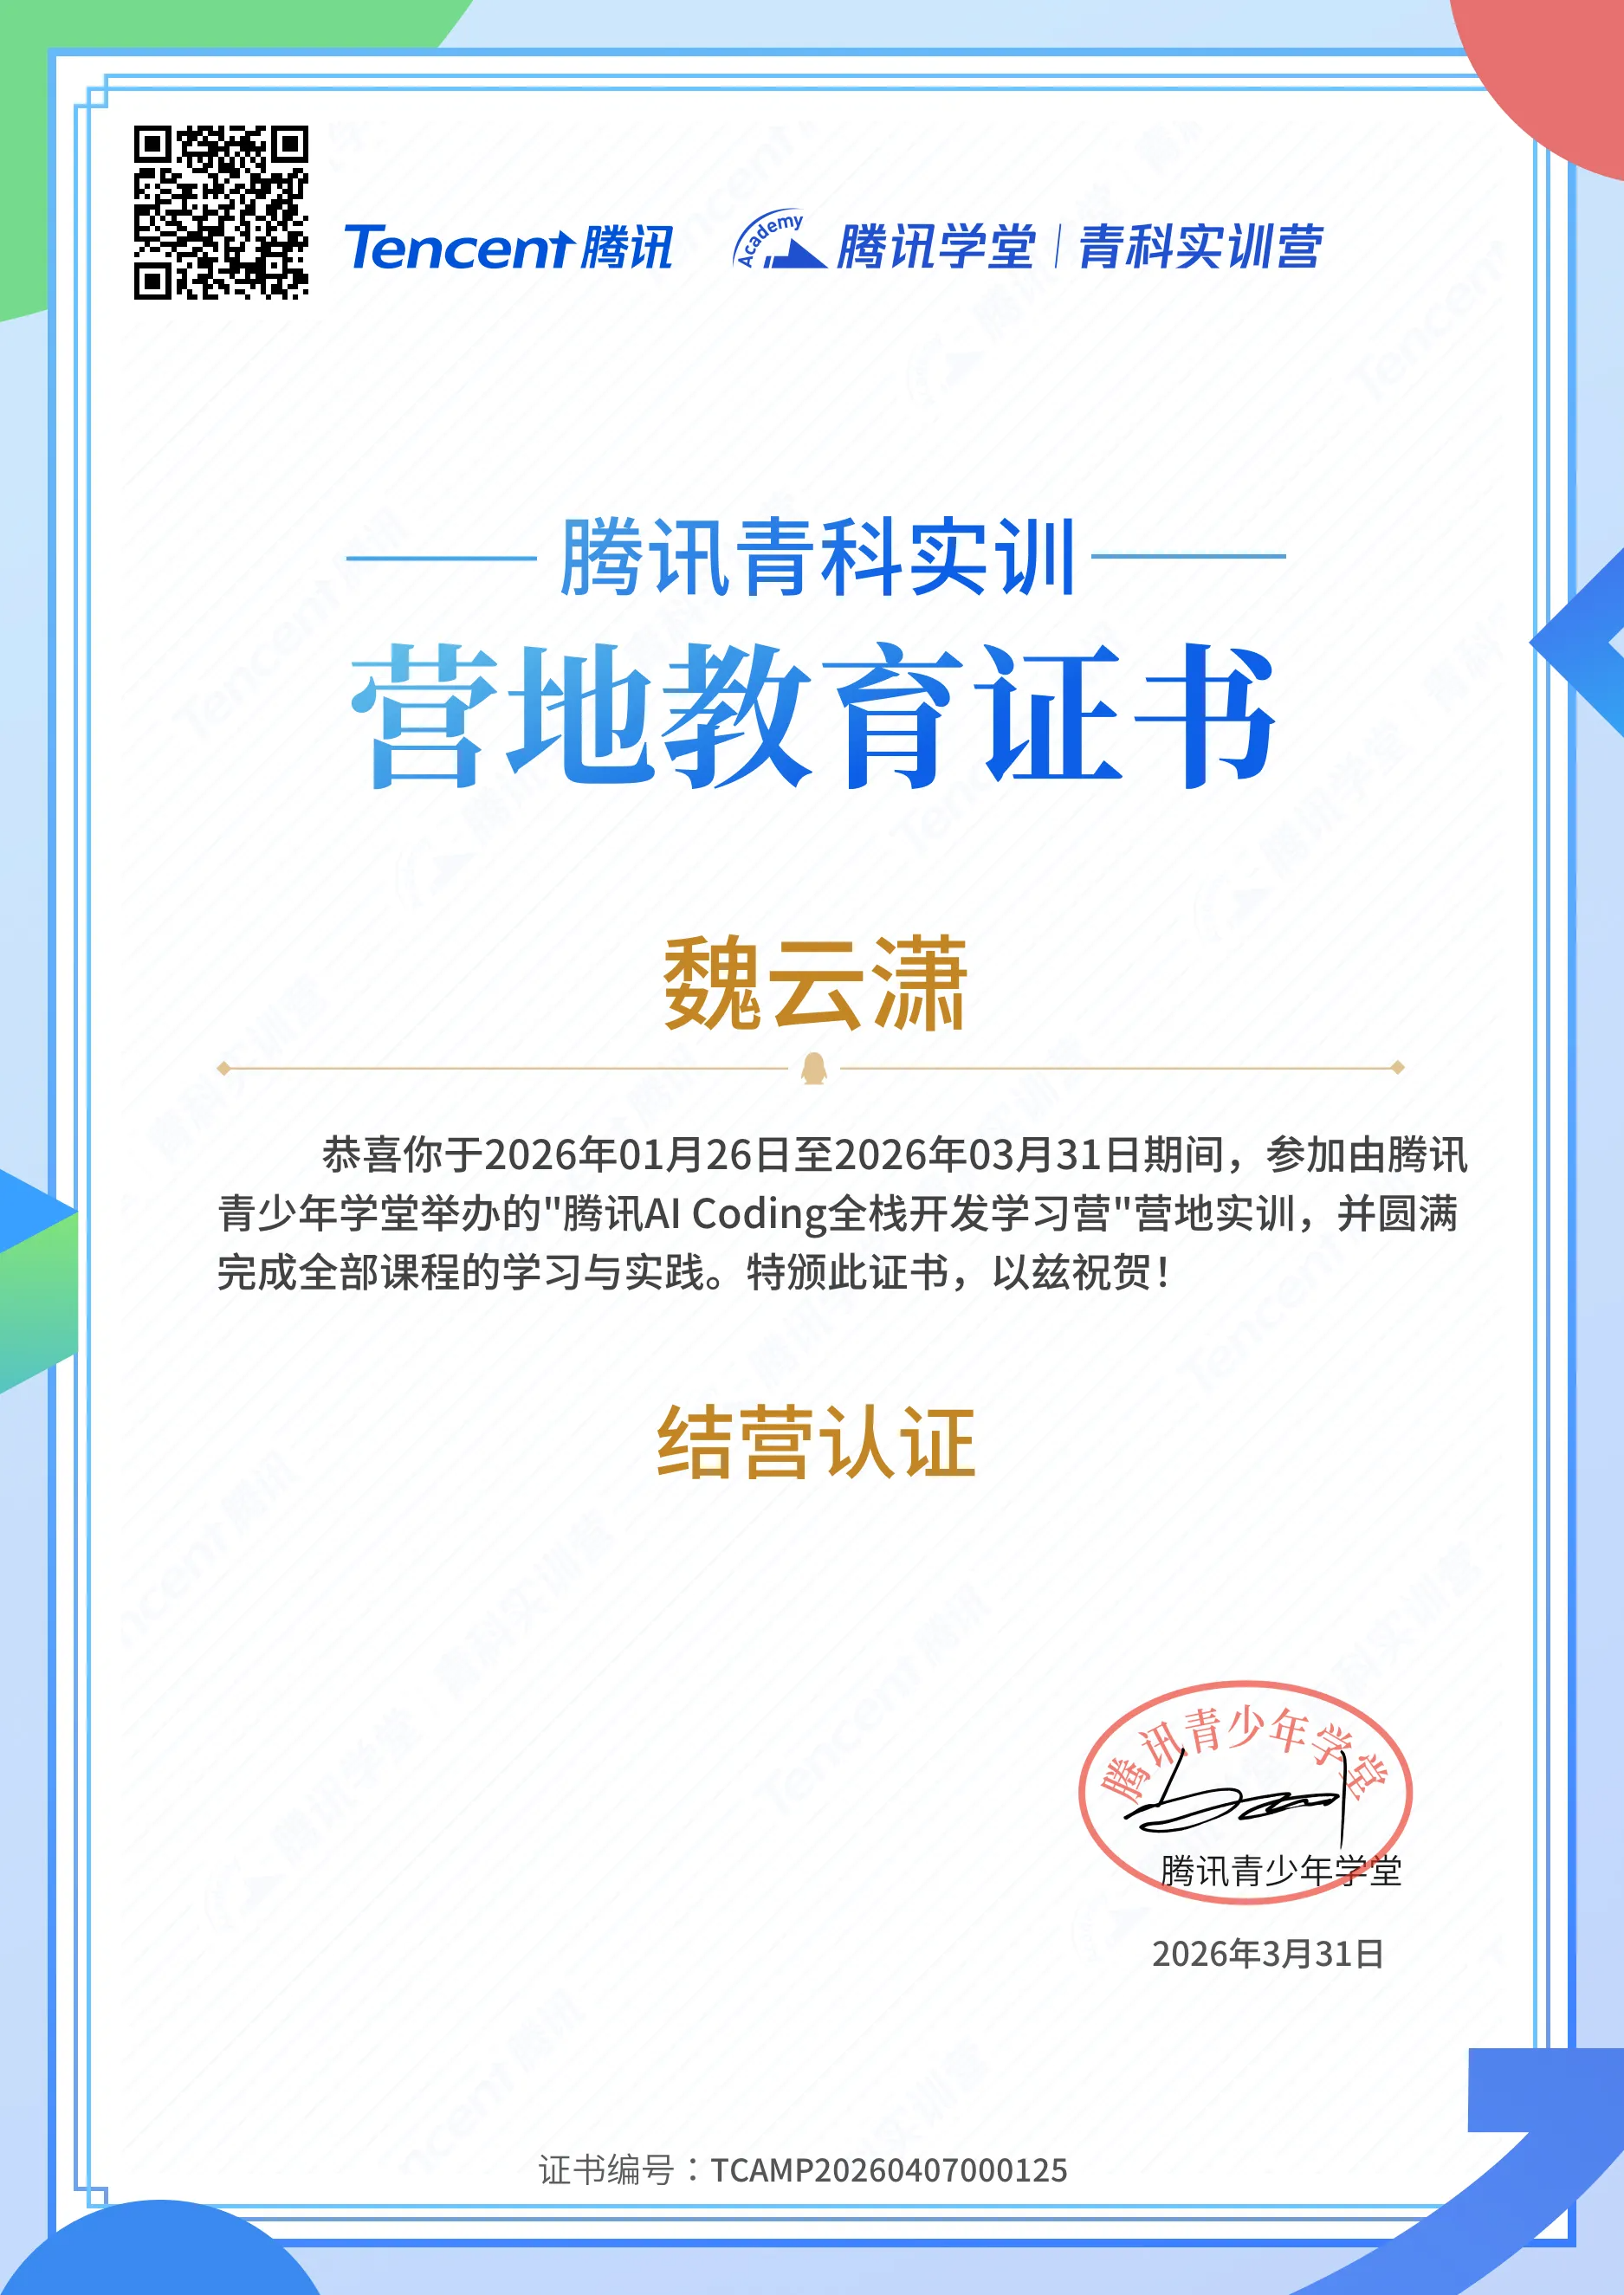 Tencent 腾讯
Academy 腾讯学堂 | 青科实训营
腾讯青科实训
营地教育证书
魏云潇
恭喜你于2026年01月26日至2026年03月31日期间，参加由腾讯
青少年学堂举办的"腾讯AI Coding全栈开发学习营"营地实训，并圆满
完成全部课程的学习与实践。特颁此证书，以兹祝贺！
结营认证
腾讯青少年学堂
腾讯青少年学堂
2026年3月31日
证书编号：TCAMP20260407000125